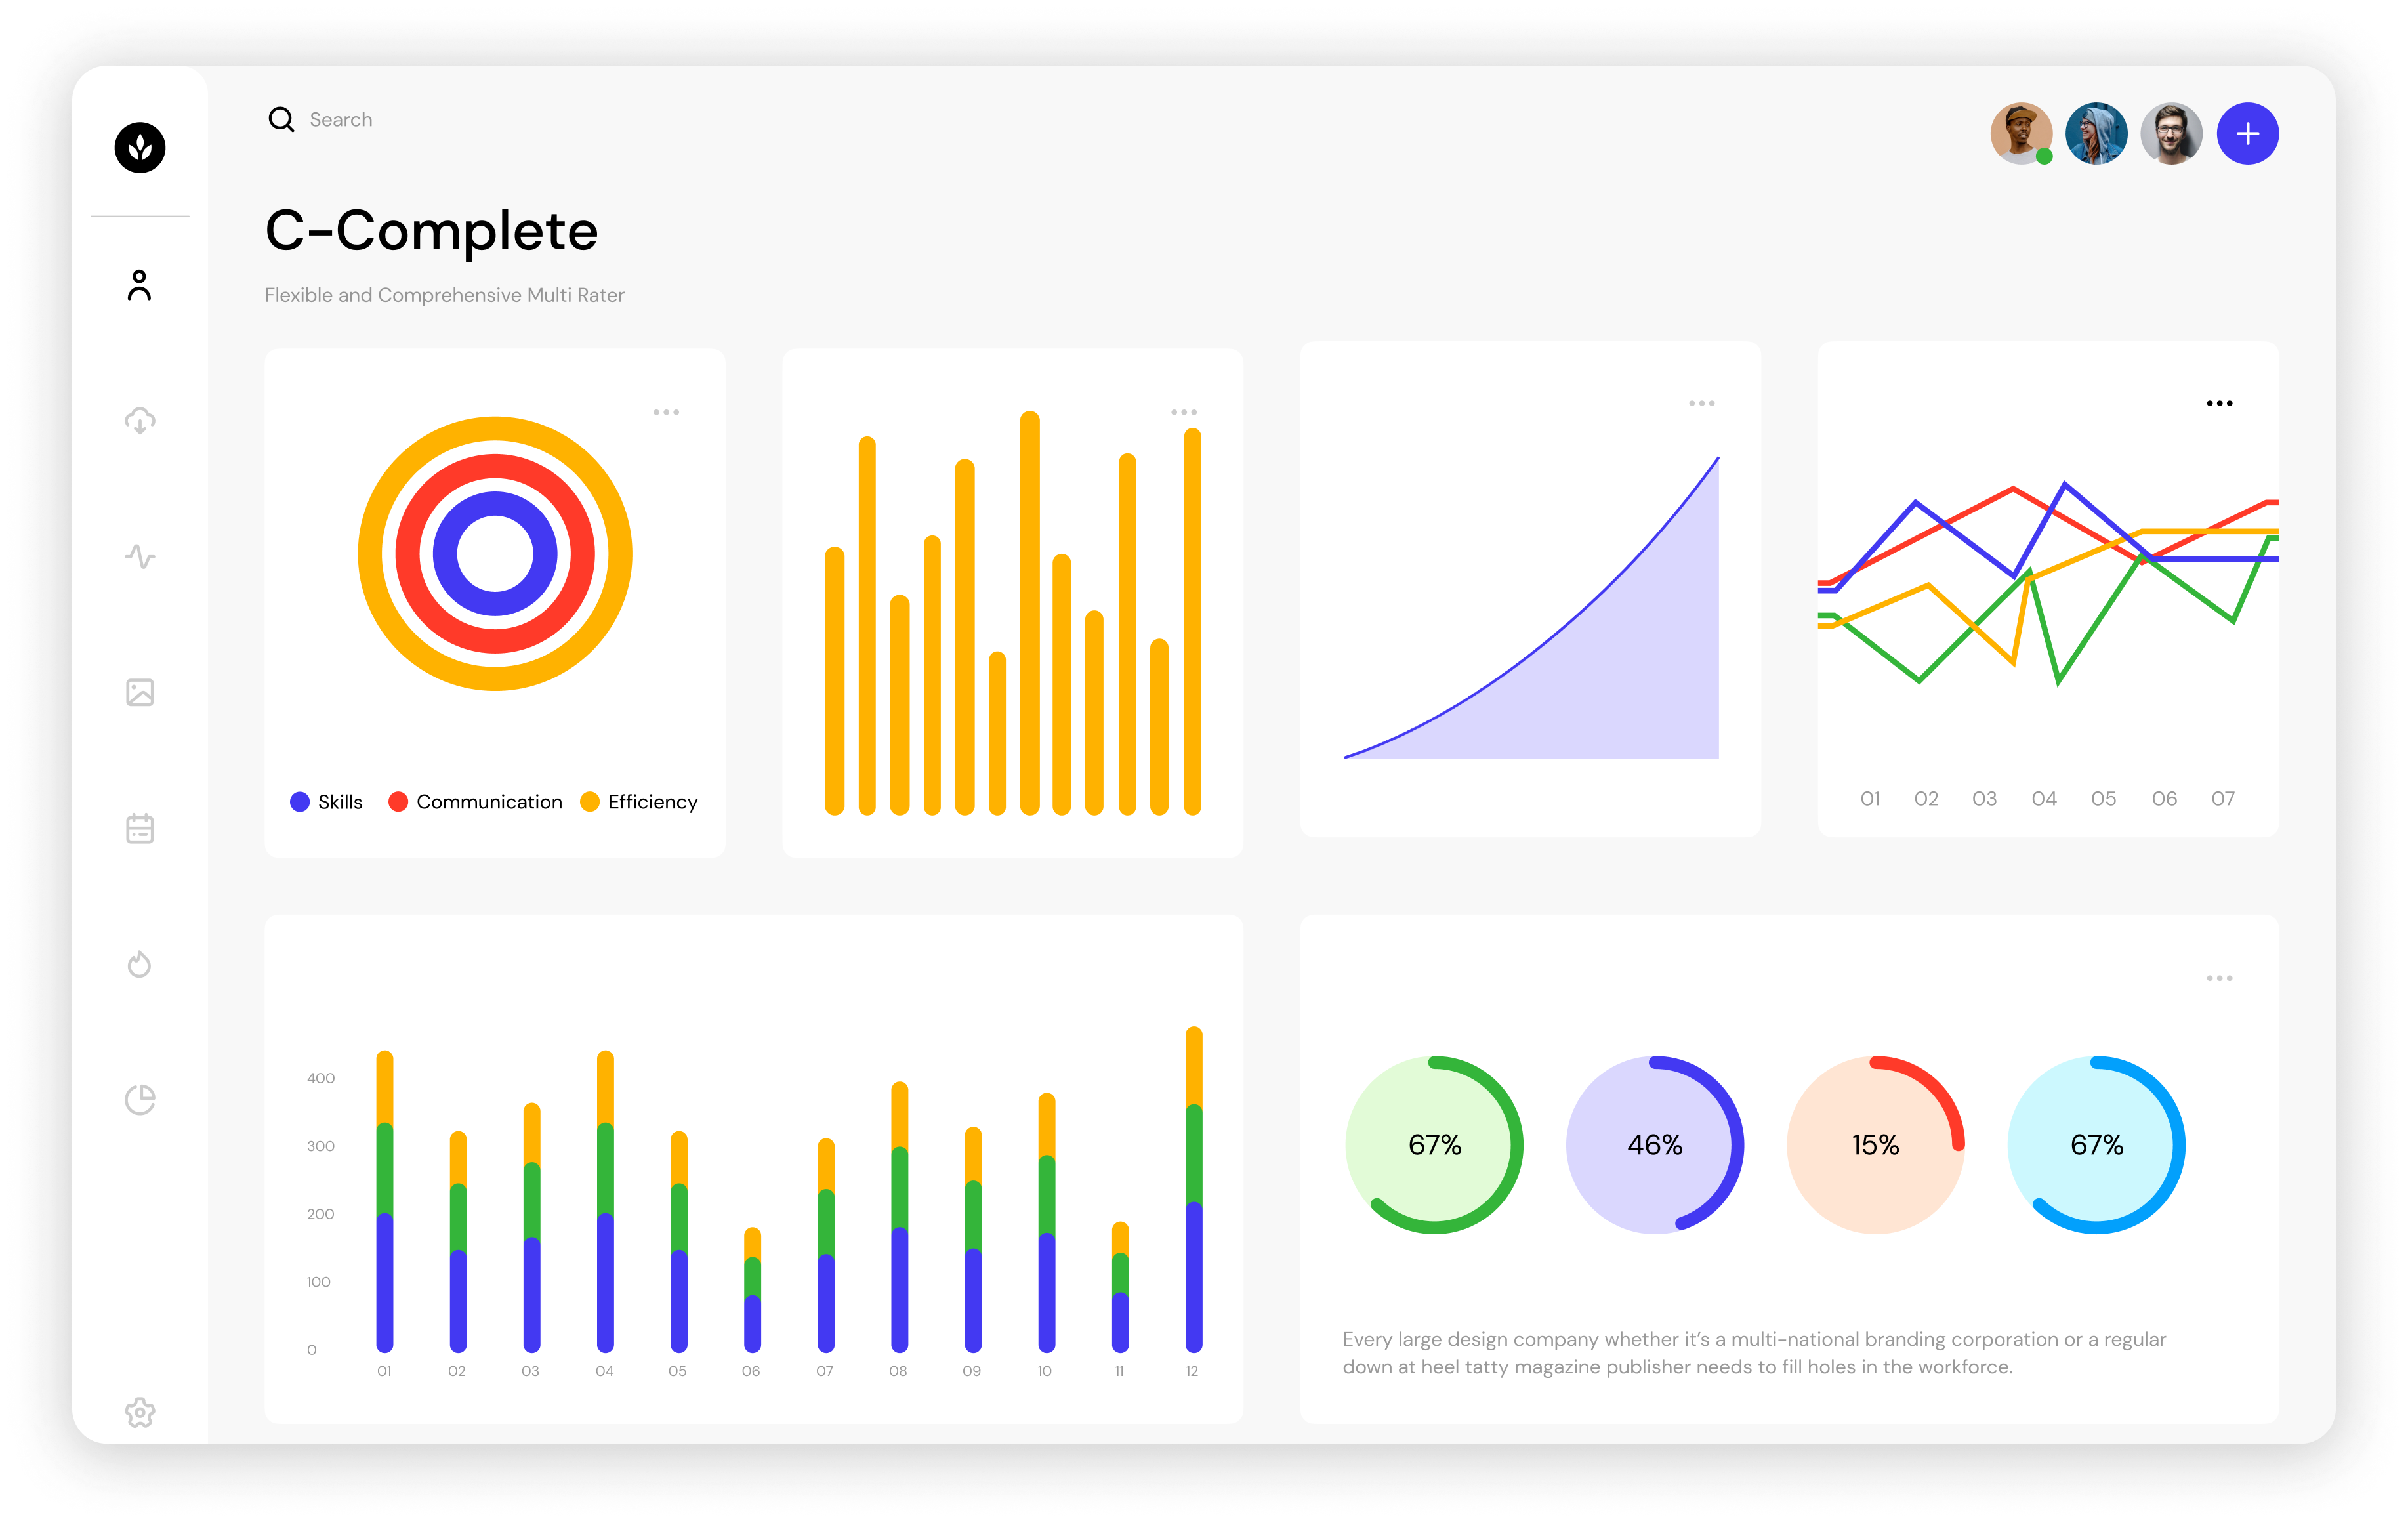 Search
C-Complete
Flexible and Comprehensive Multi Rater
Skills Communication Efficiency
01 02 03 04 05 06 07
400
300
200
100
0
01 02 03 04 05 06 07 08 09 10 11 12
67% 46% 15% 67%
Every large design company whether it’s a multi-national branding corporation or a regular
down at heel tatty magazine publisher needs to fill holes in the workforce.